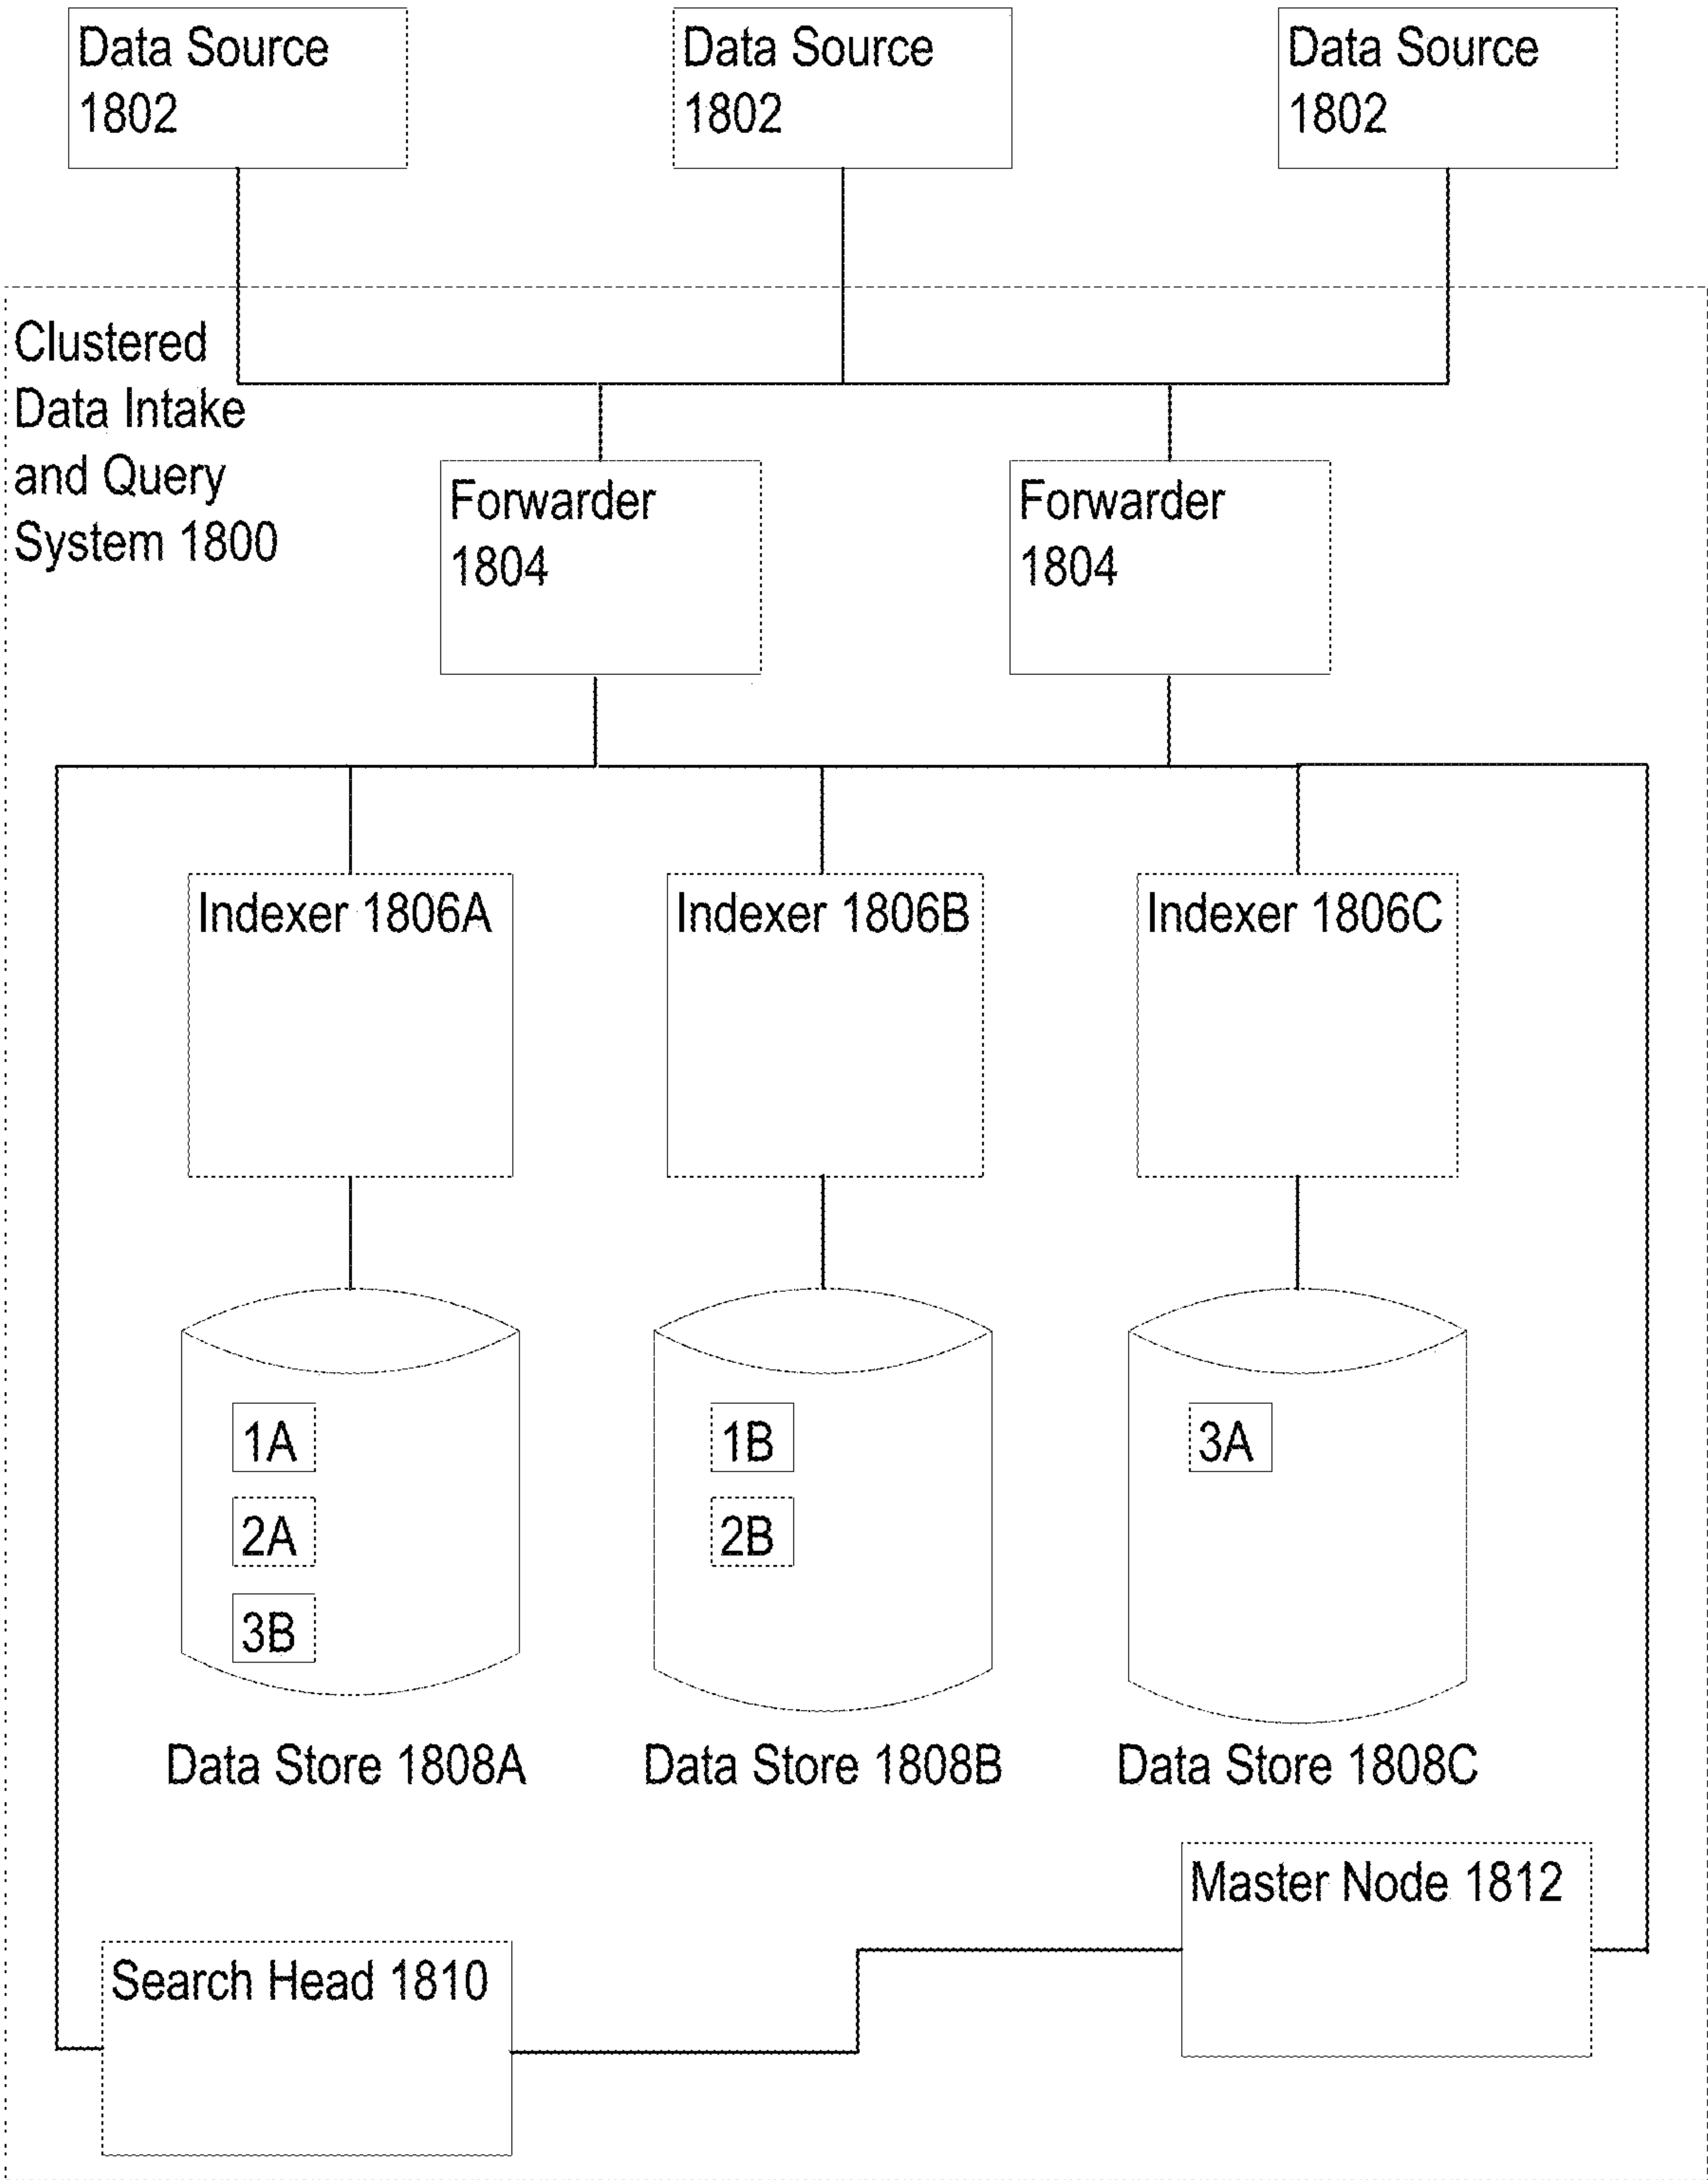 Data Source
1802
Data Source
1802
Data Source
1802
Clustered
Data Intake
and Query
System 1800
Forwarder
1804
Forwarder
1804
Indexer 1806A
Indexer 1806B
Indexer 1806C
1A
2A
3B
1B
2B
3A
Data Store 1808A
Data Store 1808B
Data Store 1808C
Master Node 1812
Search Head 1810